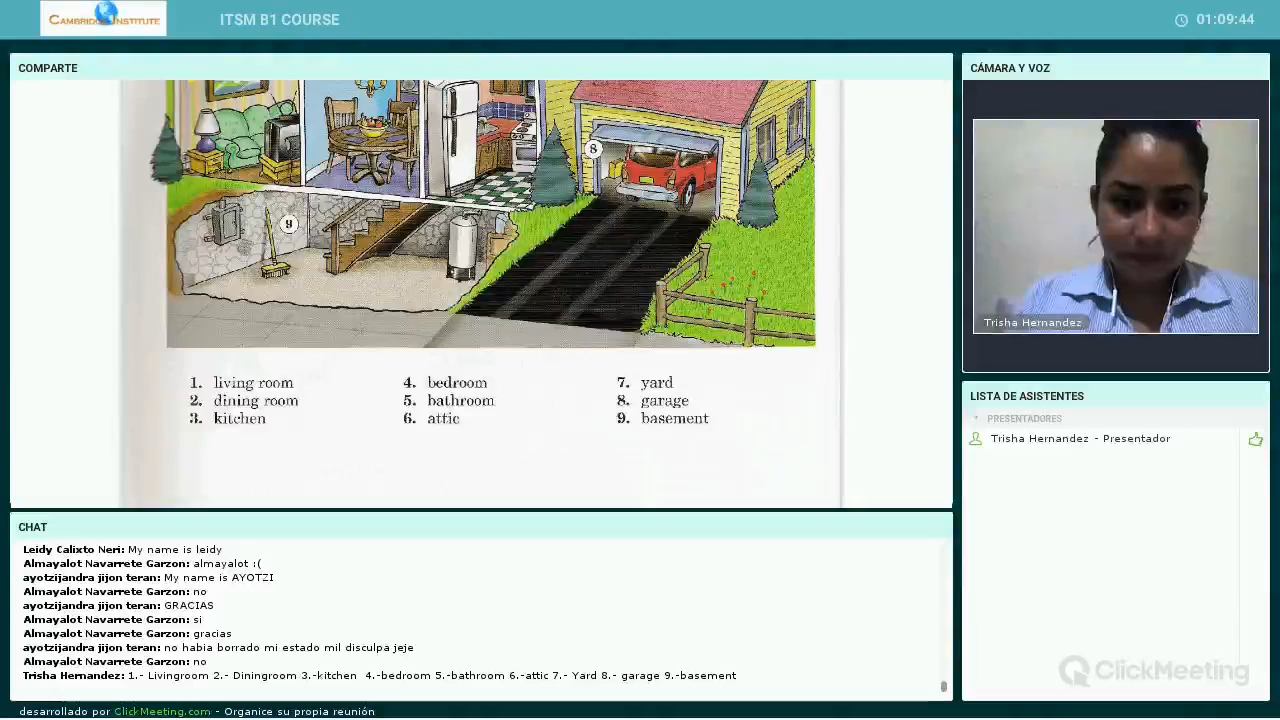 CAMBRIDGE INSTITUTE
ITSM B1 COURSE
01:09:44
COMPARTE
8
9
1. living room
2. dining room
3. kitchen
4. bedroom
5. bathroom
6. attic
7. yard
8. garage
9. basement
CÁMARA Y VOZ
Trisha Hernandez
LISTA DE ASISTENTES
PRESENTADORES
Trisha Hernandez - Presentador
CHAT
Leidy Calixto Neri: My name is leidy
Almayalot Navarrete Garzon: almayalot :(
ayotzijandra jijon teran: My name is AYOTZI
Almayalot Navarrete Garzon: no
ayotzijandra jijon teran: GRACIAS
Almayalot Navarrete Garzon: si
Almayalot Navarrete Garzon: gracias
ayotzijandra jijon teran: no habia borrado mi estado mil disculpa jeje
Almayalot Navarrete Garzon: no
Trisha Hernandez: 1.- Livingroom 2.- Diningroom 3.-kitchen 4.-bedroom 5.-bathroom 6.-attic 7.- Yard 8.- garage 9.-basement
ClickMeeting
desarrollado por ClickMeeting.com - Organice su propia reunión